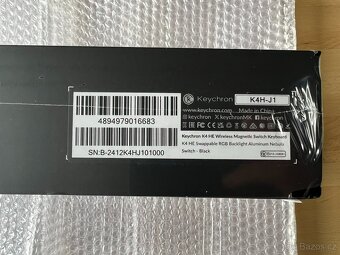 Keychron K4H-J1
www.keychron.com Made in China
keychron keychronMK keychron
Keychron K4 HE Wireless Magnetic Switch Keyboard
K4 HE Swappable RGB Backlight Aluminum Nebula
Switch - Black
4894979016683
SN:B-2412K4HJ101000